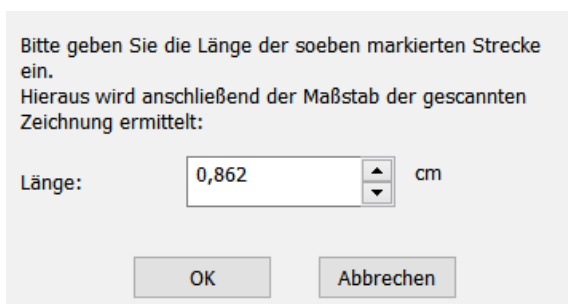 Bitte geben Sie die Länge der soeben markierten Strecke
ein.
Hieraus wird anschließend der Maßstab der gescannten
Zeichnung ermittelt:
Länge: 0,862 cm
OK Abbrechen